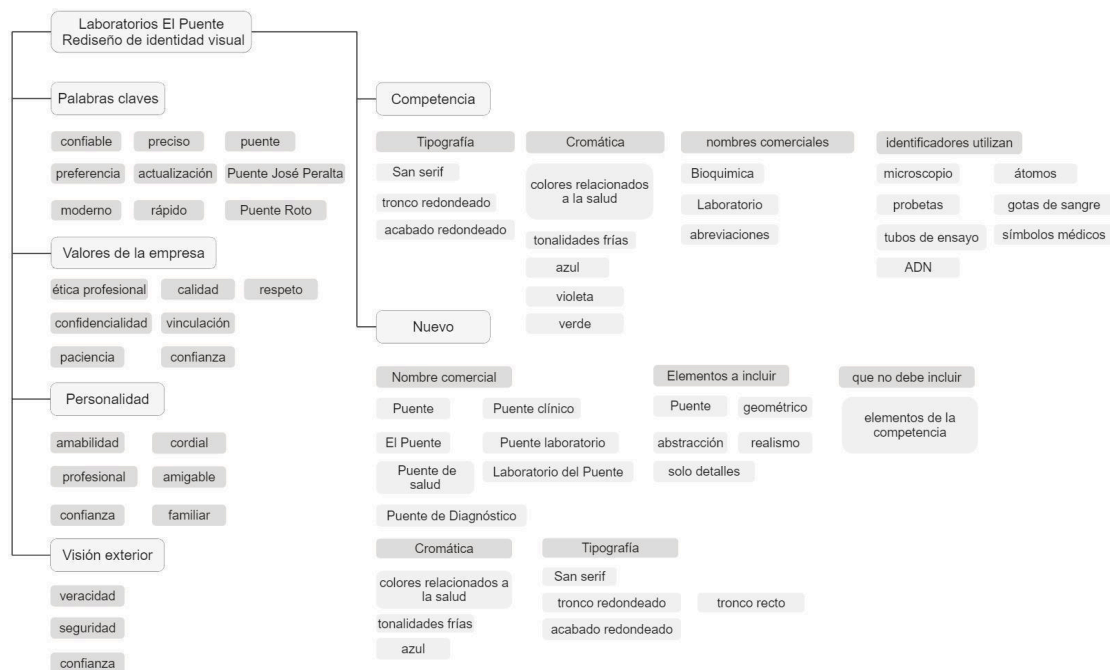 Laboratorios El Puente
Rediseño de identidad visual
Palabras claves
confiable
preciso
puente
preferencia
actualización
Puente José Peralta
moderno
rápido
Puente Roto
Valores de la empresa
ética profesional
calidad
respeto
confidencialidad
vinculación
paciencia
confianza
Personalidad
amabilidad
cordial
profesional
amigable
confianza
familiar
Visión exterior
veracidad
seguridad
confianza
Competencia
Tipografía
San serif
tronco redondeado
acabado redondeado
Cromática
colores relacionados
a la salud
tonalidades frías
azul
violeta
verde
nombres comerciales
Bioquimica
Laboratorio
abreviaciones
identificadores utilizan
microscopio
átomos
probetas
gotas de sangre
tubos de ensayo
símbolos médicos
ADN
Nuevo
Nombre comercial
Puente
Puente clínico
El Puente
Puente laboratorio
Puente de
salud
Laboratorio del Puente
Puente de Diagnóstico
Elementos a incluir
Puente
geométrico
abstracción
realismo
solo detalles
que no debe incluir
elementos de la
competencia
Cromática
colores relacionados a
la salud
tonalidades frías
azul
Tipografía
San serif
tronco redondeado
tronco recto
acabado redondeado